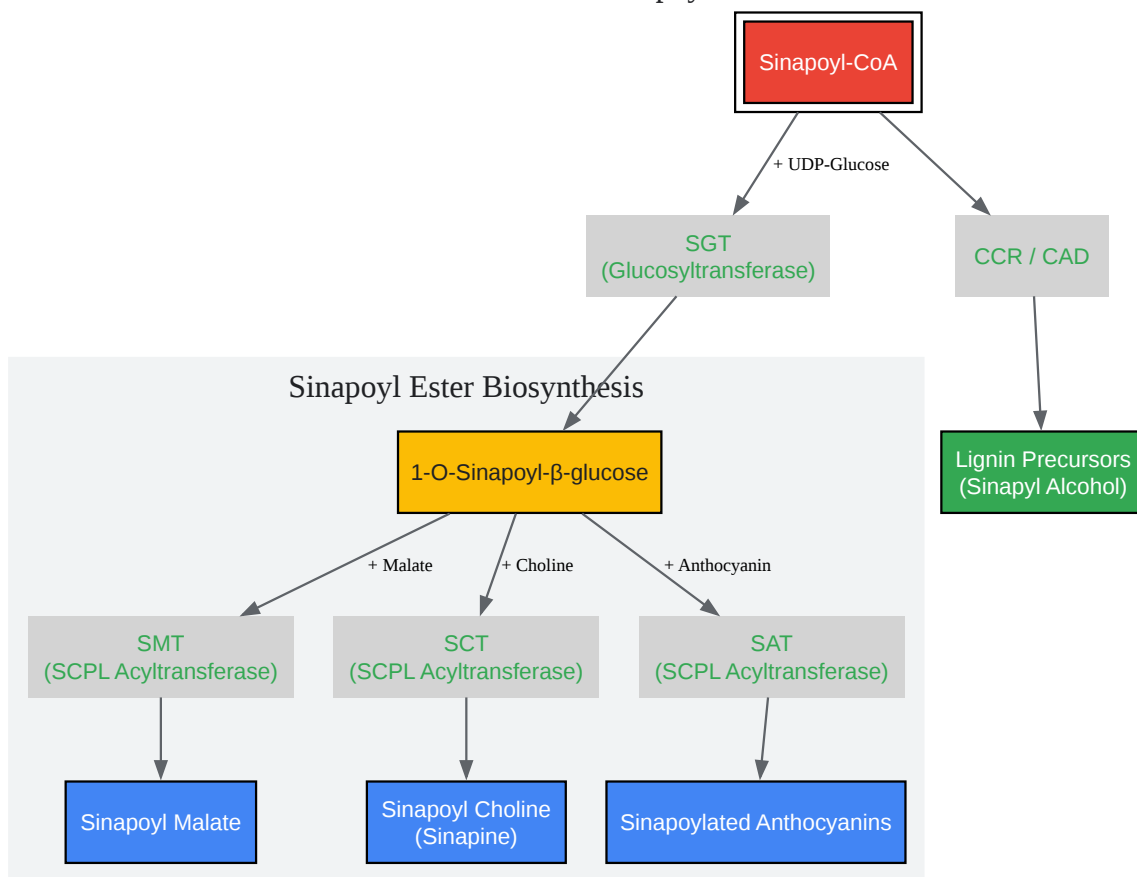 Sinapoyl-CoA
+ UDP-Glucose
SGT
(Glucosyltransferase)
CCR / CAD
Sinapoyl Ester Biosynthesis
1-O-Sinapoyl-β-glucose
Lignin Precursors
(Sinapyl Alcohol)
+ Malate
+ Choline
+ Anthocyanin
SMT
(SCPL Acyltransferase)
SCT
(SCPL Acyltransferase)
SAT
(SCPL Acyltransferase)
Sinapoyl Malate
Sinapoyl Choline
(Sinapine)
Sinapoylated Anthocyanins